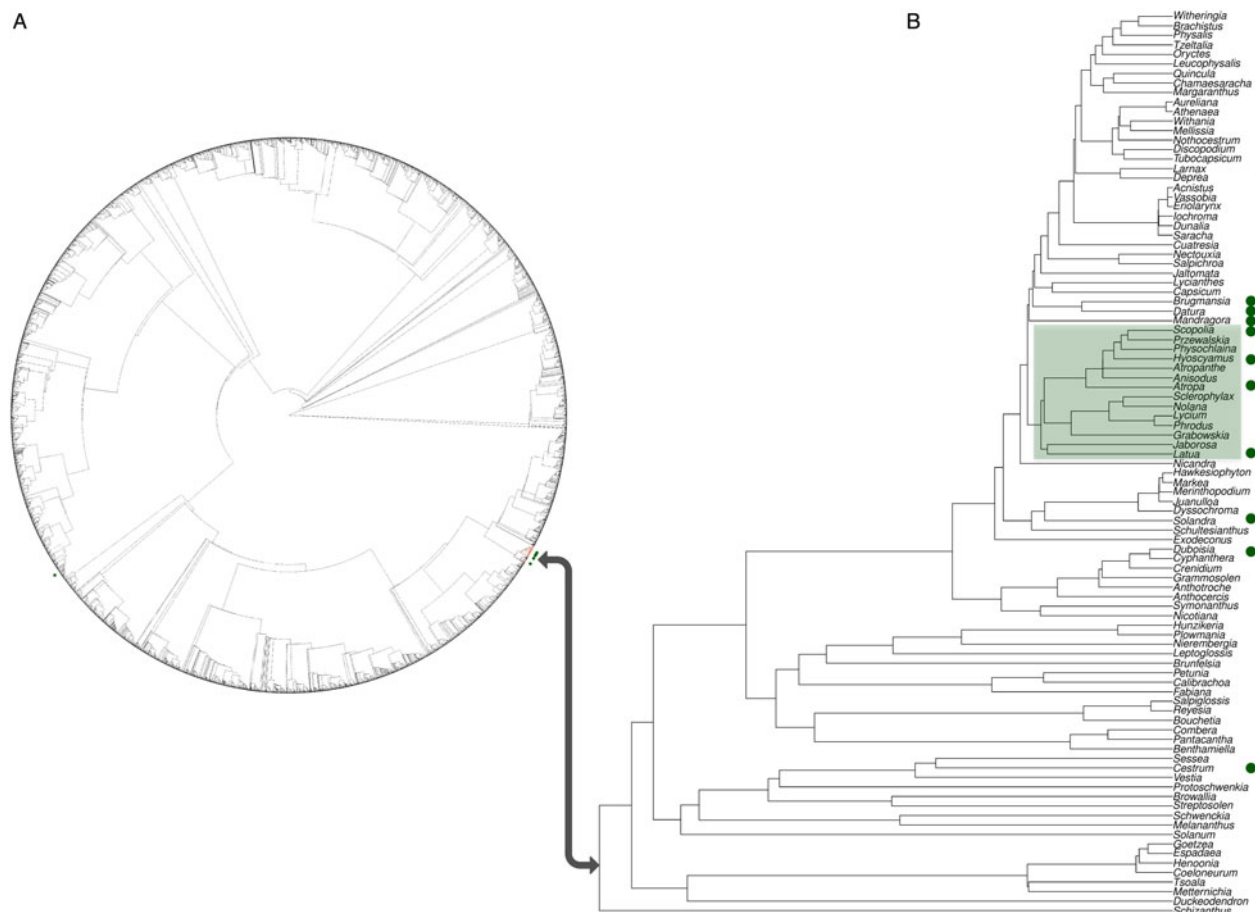 A
B
Witheringia
Brachistus
Physalis
Tzeltalia
Oryctes
Leucophysalis
Quincula
Chamaesaracha
Margaranthus
Aureliana
Athenaea
Withania
Mellissia
Nothocestrum
Discopodium
Tubocapsicum
Larnax
Deprea
Acnistus
Vassobia
Eriolarynx
Iochroma
Dunalia
Saracha
Cuatresia
Nectouxia
Salpichroa
Jaltomata
Lycianthes
Capsicum
Brugmansia
Datura
Mandragora
Scopolia
Przewalskia
Physochlaina
Hyoscyamus
Atropanthe
Anisodus
Atropa
Sclerophylax
Nolana
Lycium
Phrodus
Grabowskia
Jaborosa
Latua
Nicandra
Hawkesiophyton
Markea
Merinthopodium
Juanulloa
Dyssochroma
Solandra
Schultesianthus
Exodeconus
Duboisia
Cyphanthera
Crenidium
Grammosolen
Anthotroche
Anthocercis
Symonanthus
Nicotiana
Hunzikeria
Plowmania
Nierembergia
Leptoglossis
Brunfelsia
Petunia
Calibrachoa
Fabiana
Salpiglossis
Reyesia
Bouchetia
Combera
Pantacantha
Benthamiella
Sessea
Cestrum
Vestia
Protoschwenkia
Browallia
Streptosolen
Schwenckia
Melananthus
Solanum
Goetzea
Espadaea
Henoonia
Coeloneurum
Tsoala
Metternichia
Duckeodendron
Schizanthus